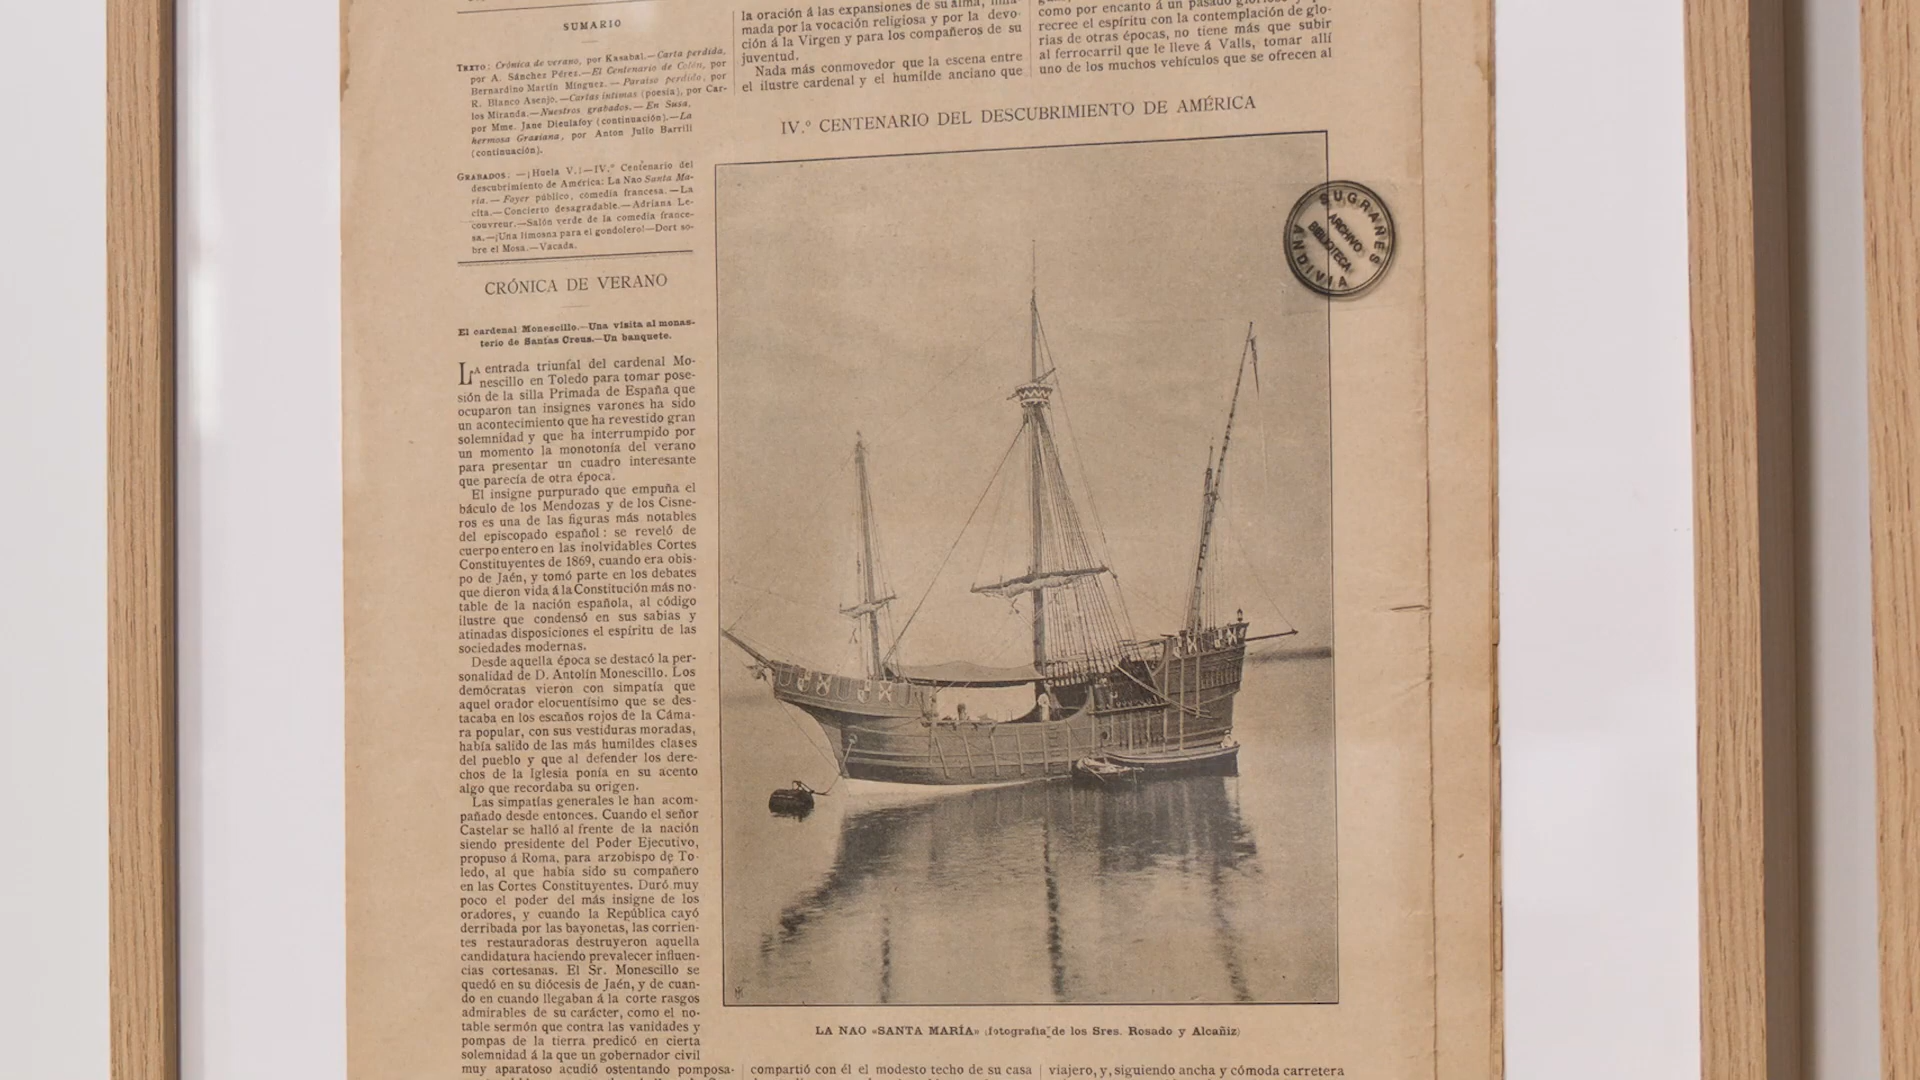 SUMARIO
TEXTO: Crónica de verano, por Kasabal.—Carta perdida,
por A. Sánchez Pérez.—El Centenario de Colón, por
Bernardino Martín Mínguez.—Paraíso perdido, por
R. Blanco Asenjo.—Cartas íntimas (poesía), por Car-
los Miranda.—Nuestros grabados.—En Susa,
por Mme. Jane Dieulafoy (continuación).—La
hermosa Graziana, por Anton Julio Barrili
(continuación).
GRABADOS: —¡Huela V.!—IV.º Centenario del
descubrimiento de América: La Nao Santa Ma-
ría.—Foyer público, comedia francesa.—La
cita.—Concierto desagradable.—Adriana Le-
couvreur.—Salón verde de la comedia france-
sa.—¡Una limosna para el gondolero!—Dort so-
bre el Mosa.—Vacada.
CRÓNICA DE VERANO
El cardenal Monescillo.—Una visita al monas-
terio de Santas Creus.—Un banquete.
LA entrada triunfal del cardenal Mo-
nescillo en Toledo para tomar pose-
sión de la silla Primada de España que
ocuparon tan insignes varones ha sido
un acontecimiento que ha revestido gran
solemnidad y que ha interrumpido por
un momento la monotonía del verano
para presentar un cuadro interesante
que parecía de otra época.
El insigne purpurado que empuña el
báculo de los Mendozas y de los Cisne-
ros es una de las figuras más notables
del episcopado español: se reveló de
cuerpo entero en las inolvidables Cortes
Constituyentes de 1869, cuando era obis-
po de Jaén, y tomó parte en los debates
que dieron vida á la Constitución más no-
table de la nación española, al código
ilustre que condensó en sus sabias y
atinadas disposiciones el espíritu de las
sociedades modernas.
Desde aquella época se destacó la per-
sonalidad de D. Antolín Monescillo. Los
demócratas vieron con simpatía que
aquel orador elocuentísimo que se des-
tacaba en los escaños rojos de la Cáma-
ra popular, con sus vestiduras moradas,
había salido de las más humildes clases
del pueblo y que al defender los dere-
chos de la Iglesia ponía en su acento
algo que recordaba su origen.
Las simpatías generales le han acom-
pañado desde entonces. Cuando el señor
Castelar se halló al frente de la nación
siendo presidente del Poder Ejecutivo,
propuso á Roma, para arzobispo de To-
ledo, al que había sido su compañero
en las Cortes Constituyentes. Duró muy
poco el poder del más insigne de los
oradores, y cuando la República cayó
derribada por las bayonetas, las corrien-
tes restauradoras destruyeron aquella
candidatura haciendo prevalecer influen-
cias cortesanas. El Sr. Monescillo se
quedó en su diócesis de Jaén, y de cuan-
do en cuando llegaban á la corte rasgos
admirables de su carácter, como el no-
table sermón que contra las vanidades y
pompas de la tierra predicó en cierta
solemnidad á la que un gobernador civil
muy aparatoso acudió ostentando pomposa-
la oración á las expansiones de su alma,
mada por la vocación religiosa y por la devo-
ción á la Virgen y para los compañeros de su
juventud.
Nada más conmovedor que la escena entre
el ilustre cardenal y el humilde anciano que
como por encanto á un pasado glorioso y
recree el espíritu con la contemplación de glo-
rias de otras épocas, no tiene más que subir
al ferrocarril que le lleve á Valls, tomar allí
uno de los muchos vehículos que se ofrecen al
IV.º CENTENARIO DEL DESCUBRIMIENTO DE AMÉRICA
SUGRAÑES
ARCHIVO
BIBLIOTECA
ANDIVIA
LA NAO «SANTA MARÍA» (fotografía de los Sres. Rosado y Alcañiz)
compartió con él el modesto techo de su casa
viajero, y, siguiendo ancha y cómoda carretera